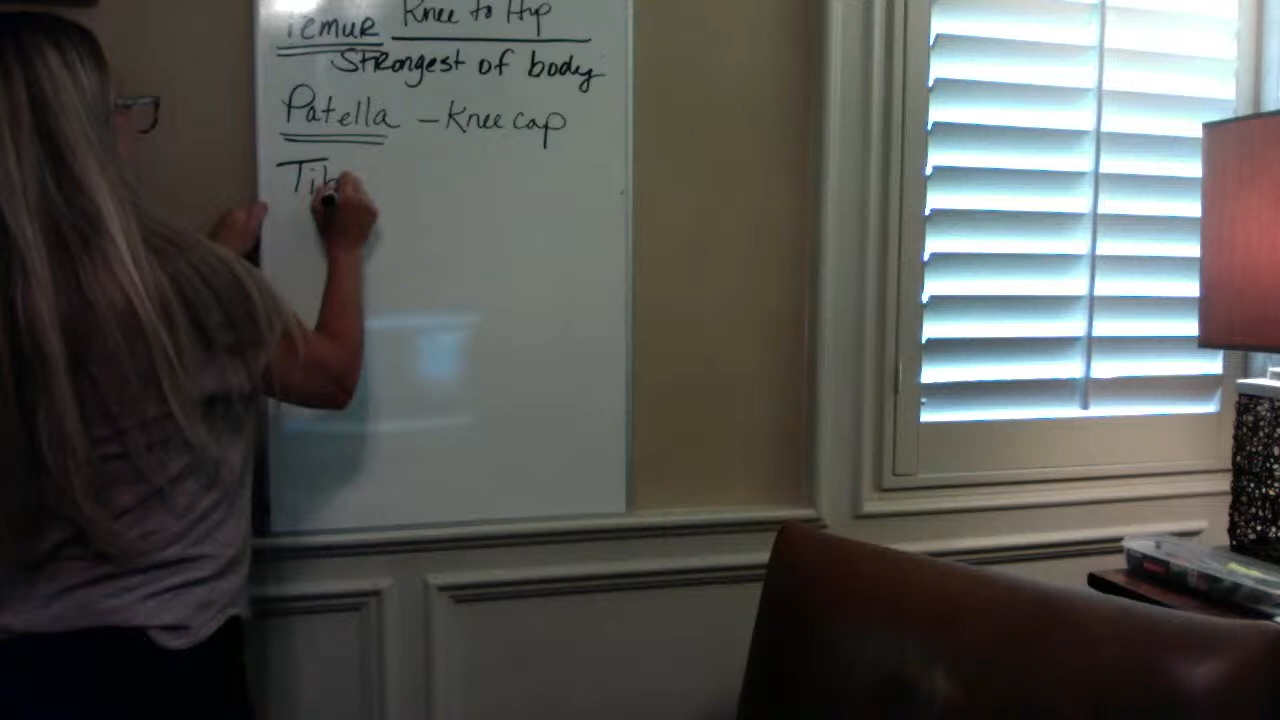 Femur Knee to Hip
Strongest of body
Patella – Knee cap
Tib